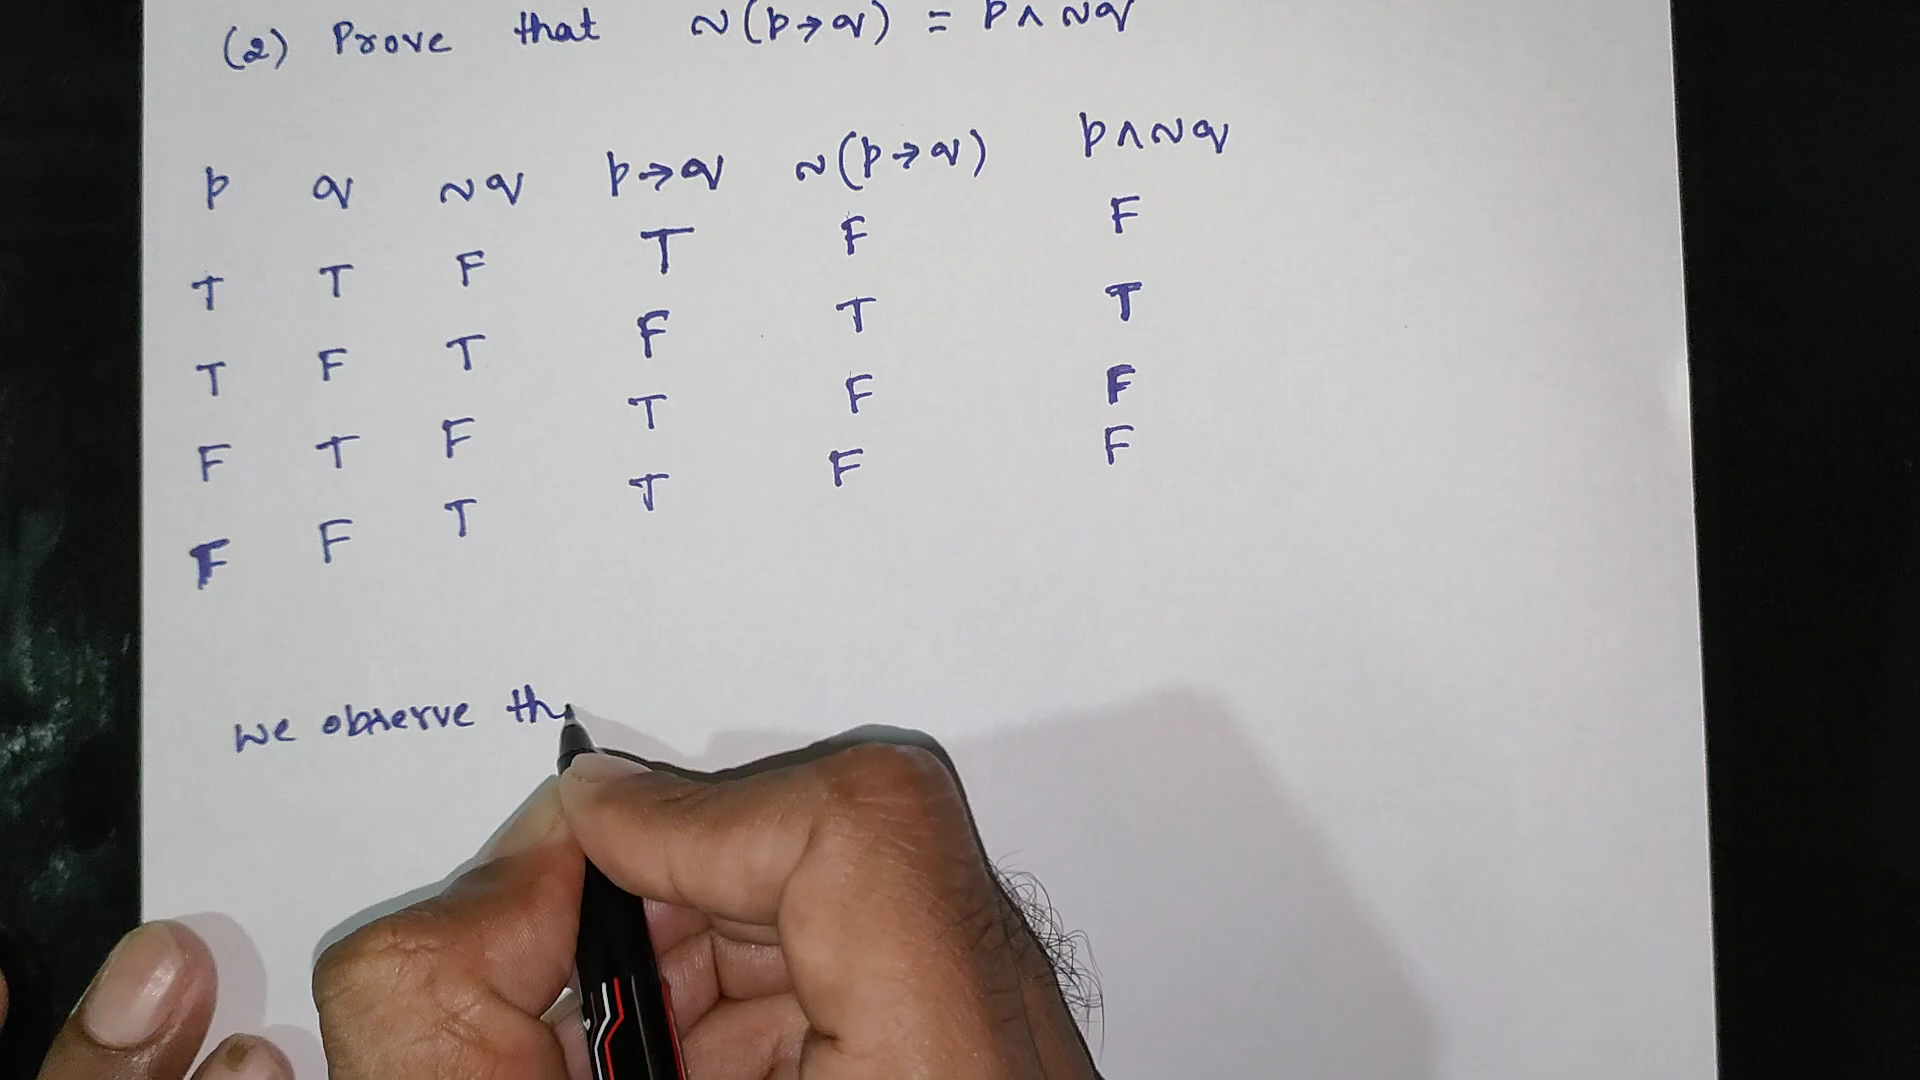 (2) Prove that ~(p→q) = p∧~q
p q ~q p→q ~(p→q) p∧~q
T T F T F F
T F T F T T
F T F T F F
F F T T F F
We observe th